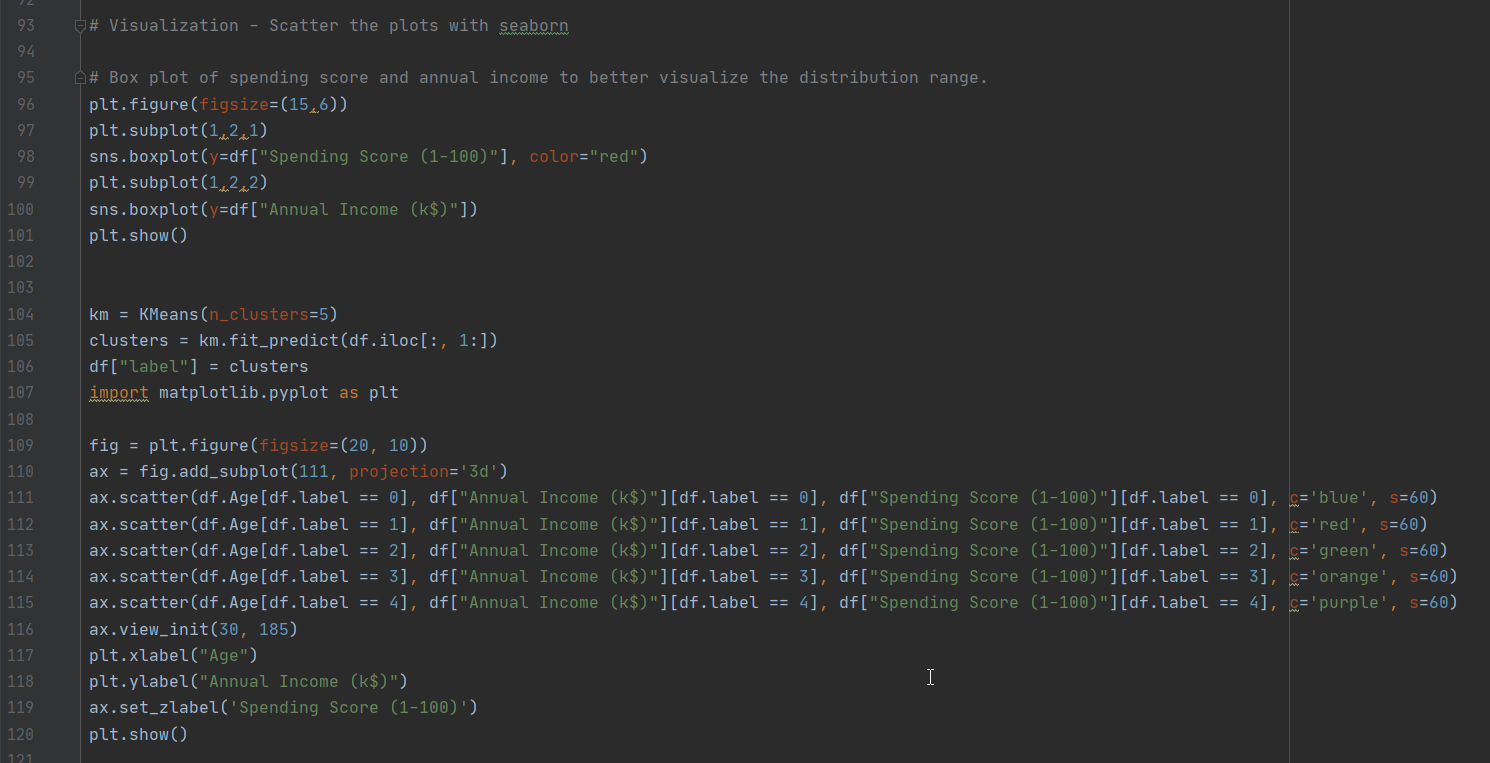 92
93 # Visualization - Scatter the plots with seaborn
94
95 # Box plot of spending score and annual income to better visualize the distribution range.
96 plt.figure(figsize=(15,6))
97 plt.subplot(1,2,1)
98 sns.boxplot(y=df["Spending Score (1-100)"], color="red")
99 plt.subplot(1,2,2)
100 sns.boxplot(y=df["Annual Income (k$)"])
101 plt.show()
102
103
104 km = KMeans(n_clusters=5)
105 clusters = km.fit_predict(df.iloc[:, 1:])
106 df["label"] = clusters
107 import matplotlib.pyplot as plt
108
109 fig = plt.figure(figsize=(20, 10))
110 ax = fig.add_subplot(111, projection='3d')
111 ax.scatter(df.Age[df.label == 0], df["Annual Income (k$)"][df.label == 0], df["Spending Score (1-100)"][df.label == 0], c='blue', s=60)
112 ax.scatter(df.Age[df.label == 1], df["Annual Income (k$)"][df.label == 1], df["Spending Score (1-100)"][df.label == 1], c='red', s=60)
113 ax.scatter(df.Age[df.label == 2], df["Annual Income (k$)"][df.label == 2], df["Spending Score (1-100)"][df.label == 2], c='green', s=60)
114 ax.scatter(df.Age[df.label == 3], df["Annual Income (k$)"][df.label == 3], df["Spending Score (1-100)"][df.label == 3], c='orange', s=60)
115 ax.scatter(df.Age[df.label == 4], df["Annual Income (k$)"][df.label == 4], df["Spending Score (1-100)"][df.label == 4], c='purple', s=60)
116 ax.view_init(30, 185)
117 plt.xlabel("Age")
118 plt.ylabel("Annual Income (k$)")
119 ax.set_zlabel('Spending Score (1-100)')
120 plt.show()
121